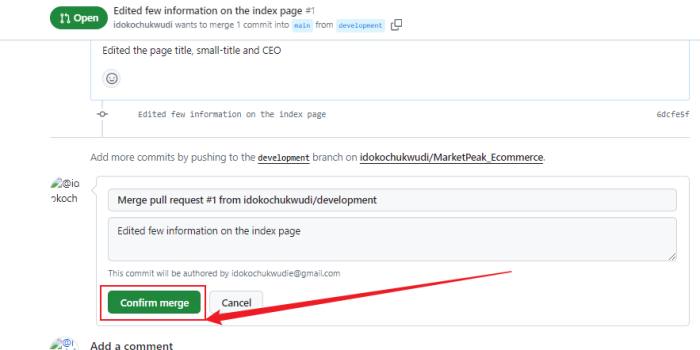 Open
Edited few information on the index page #1
idokochukwudi wants to merge 1 commit into main from development
Edited the page title, small-title and CEO
Edited few information on the index page 6dcfe5f
Add more commits by pushing to the development branch on idokochukwudi/MarketPeak_Ecommerce.
@ido
okoch
Merge pull request #1 from idokochukwudi/development
Edited few information on the index page
This commit will be authored by idokochukwudie@gmail.com
Confirm merge Cancel
Add a comment